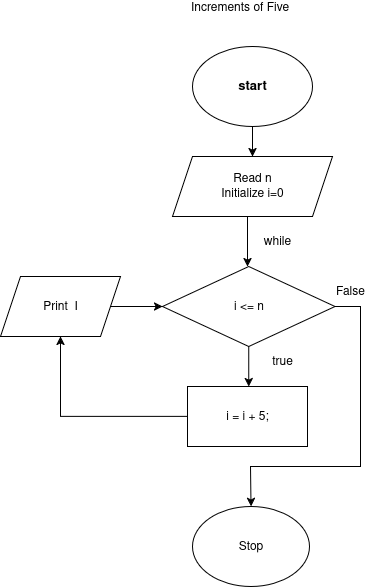 Increments of Five
start
Read n
Initialize i=0
while
i <= n
False
Print I
true
i = i + 5;
Stop